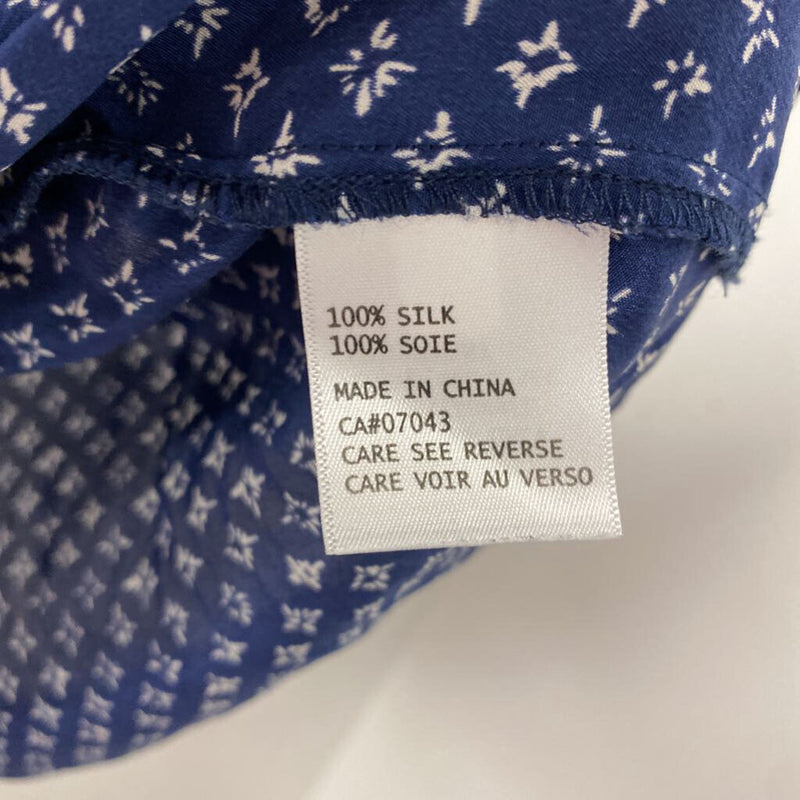 100% SILK
100% SOIE
MADE IN CHINA
CA#07043
CARE SEE REVERSE
CARE VOIR AU VERSO